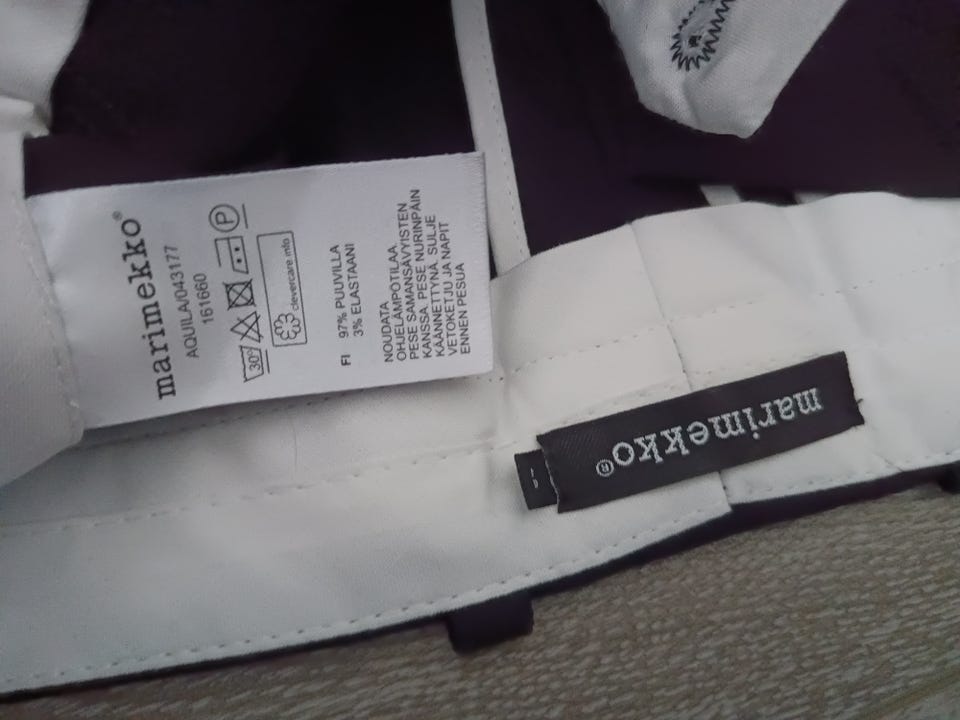 marimekko®
AQUILA/043177
161660
30°
P
clevercare.info
FI 97% PUUVILLA
3% ELASTAANI
NOUDATA
OHJELÄMPÖTILAA
PESE SAMANSÄVYISTEN
KANSSA. PESE NURINPÄIN
KÄÄNNETTYNÄ. SULJE
VETOKETJU JA NAPIT
ENNEN PESUA
marimekko®